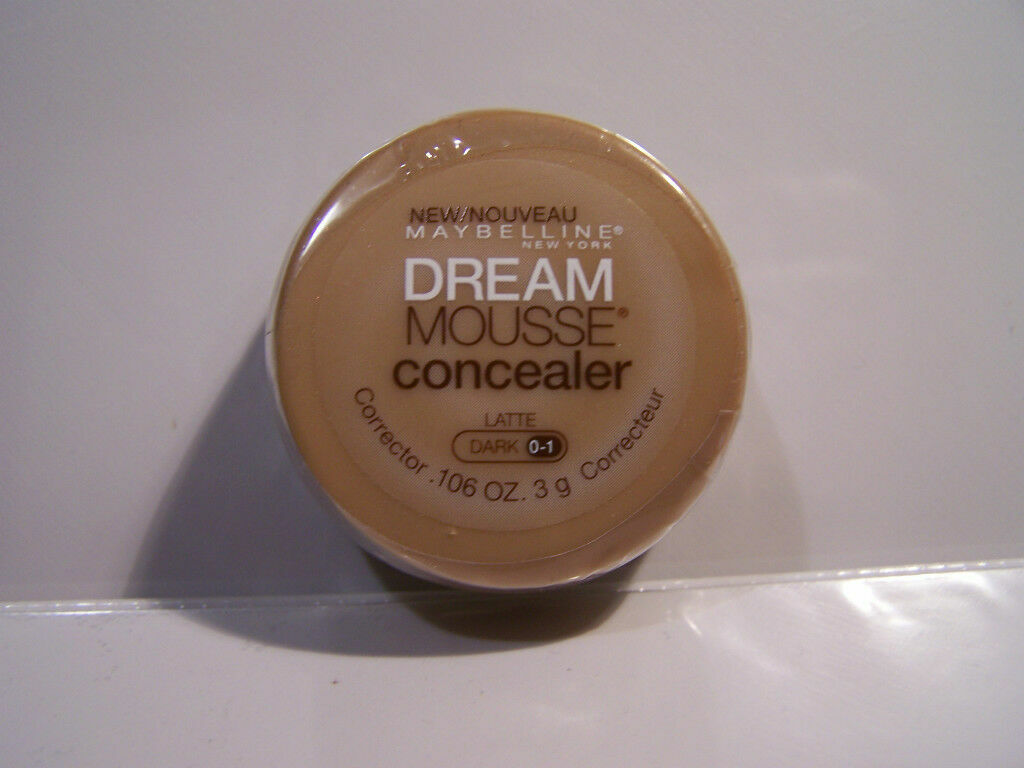 NEW/NOUVEAU
MAYBELLINE®
NEW YORK
DREAM
MOUSSE®
concealer
LATTE
DARK 0-1
Corrector .106 OZ. 3 g Correcteur